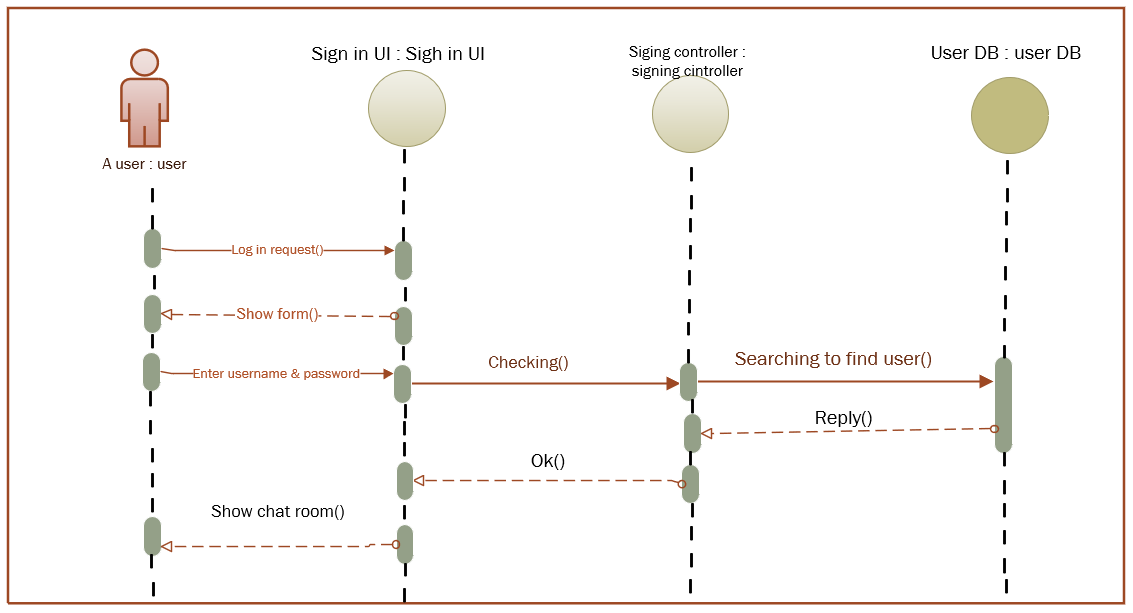 Sign in UI : Sigh in UI
Siging controller :
signing cintroller
User DB : user DB
A user : user
Log in request()
Show form()
Enter username & password
Checking()
Searching to find user()
Reply()
Ok()
Show chat room()